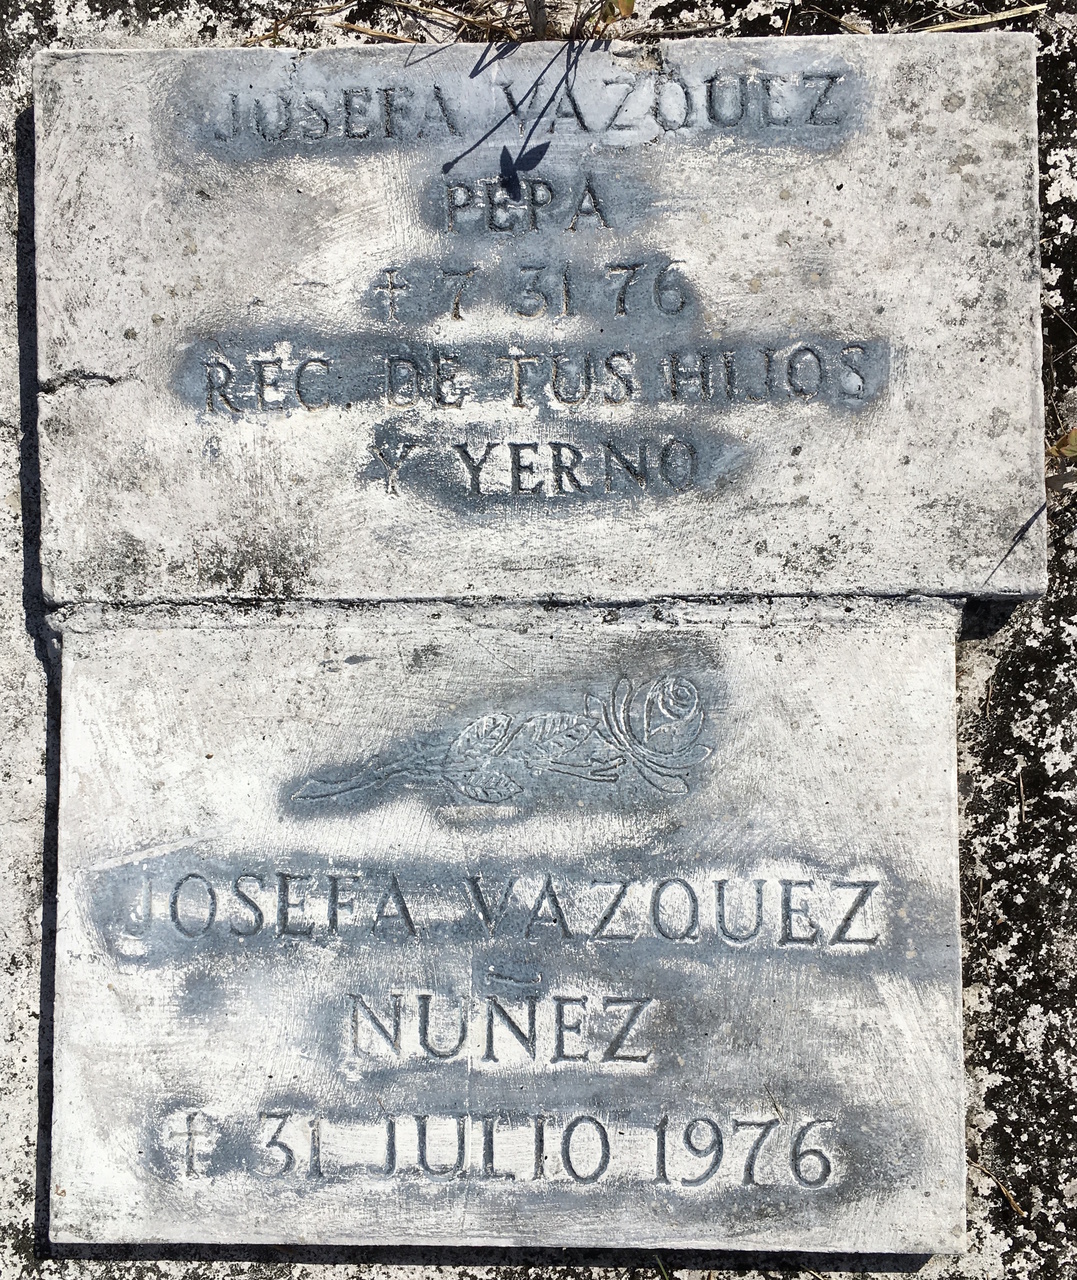 JOSEFA VAZQUEZ
PEPA
† 7 31 76
REC. DE TUS HIJOS
Y YERNO
JOSEFA VAZQUEZ
NUÑEZ
† 31 JULIO 1976